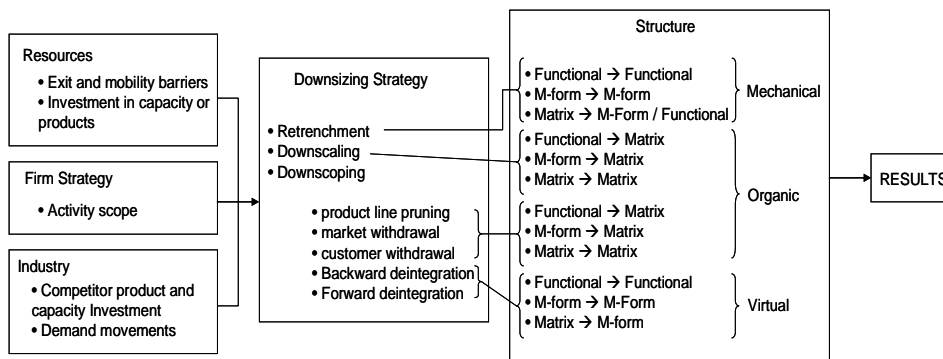 Resources
• Exit and mobility barriers
• Investment in capacity or
products
Firm Strategy
• Activity scope
Industry
• Competitor product and
capacity Investment
• Demand movements
Downsizing Strategy
• Retrenchment
• Downscaling
• Downscoping
• product line pruning
• market withdrawal
• customer withdrawal
• Backward deintegration
• Forward deintegration
Structure
• Functional → Functional
• M-form → M-form
• Matrix → M-Form / Functional
Mechanical
• Functional → Matrix
• M-form → Matrix
• Matrix → Matrix
Organic
• Functional → Matrix
• M-form → Matrix
• Matrix → Matrix
• Functional → Functional
• M-form → M-Form
• Matrix → M-form
Virtual
RESULTS